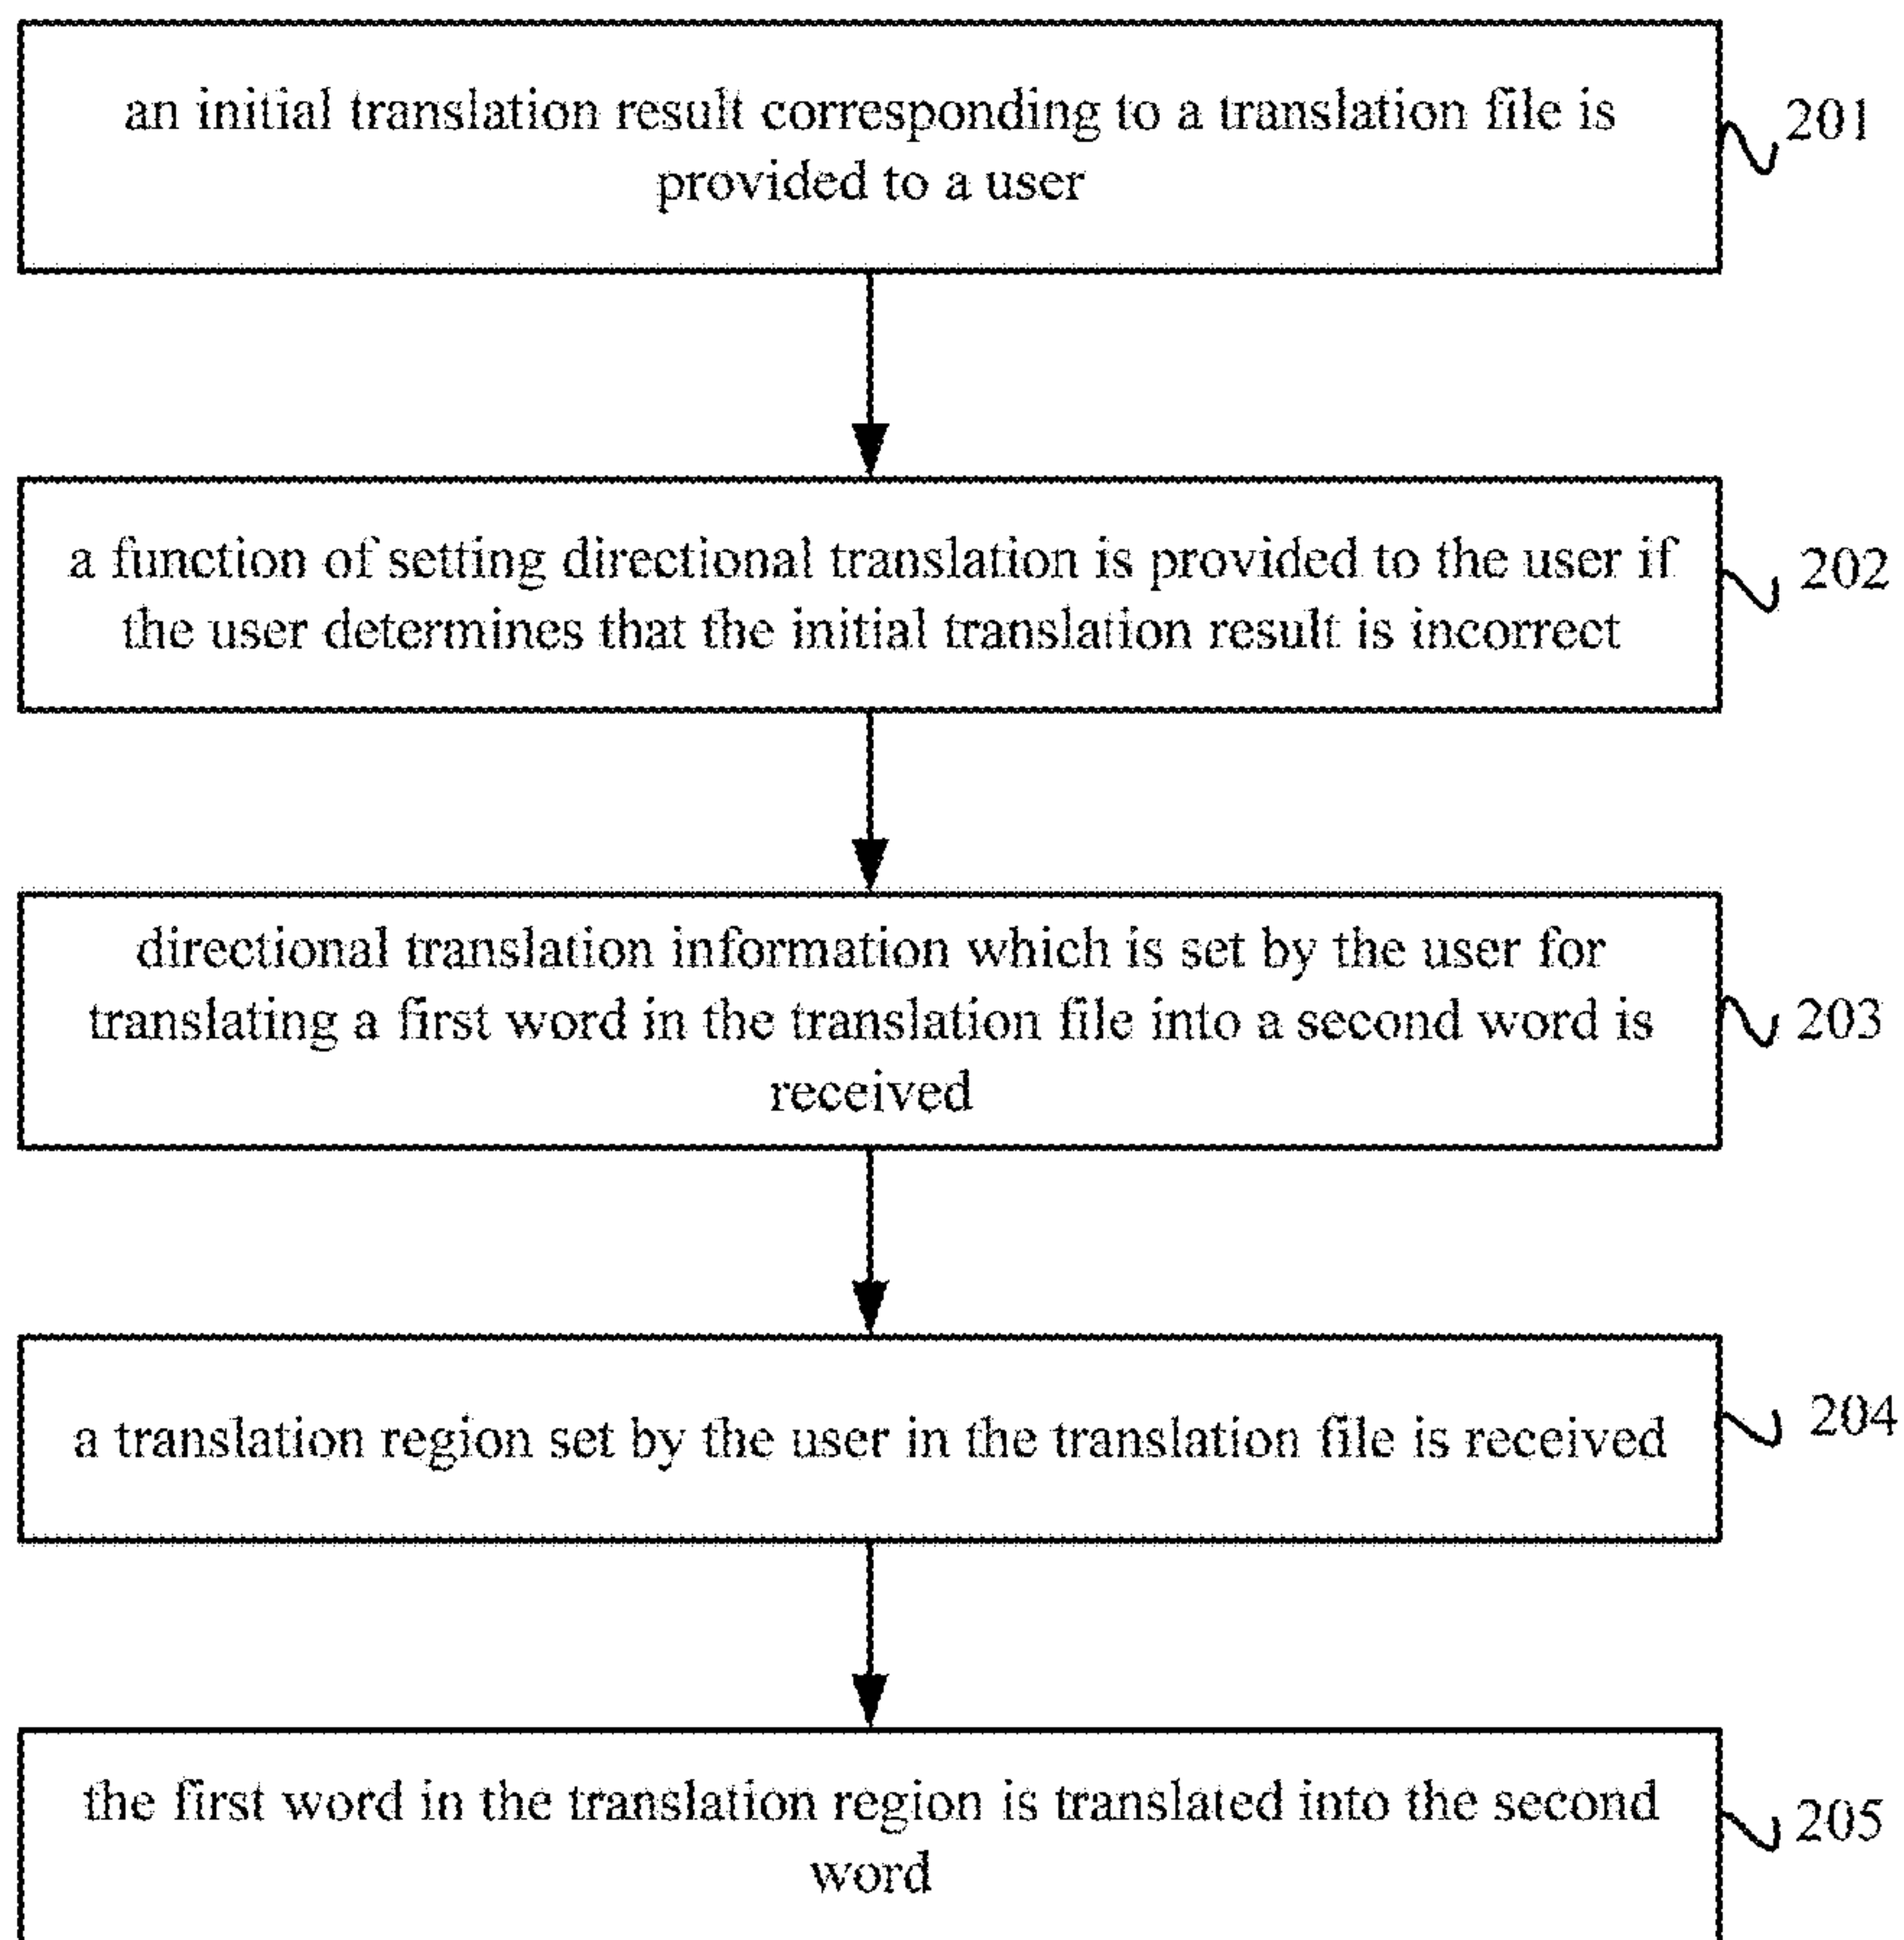 an initial translation result corresponding to a translation file is
provided to a user
201
a function of setting directional translation is provided to the user if
the user determines that the initial translation result is incorrect
202
directional translation information which is set by the user for
translating a first word in the translation file into a second word is
received
203
a translation region set by the user in the translation file is received
204
the first word in the translation region is translated into the second
word
205